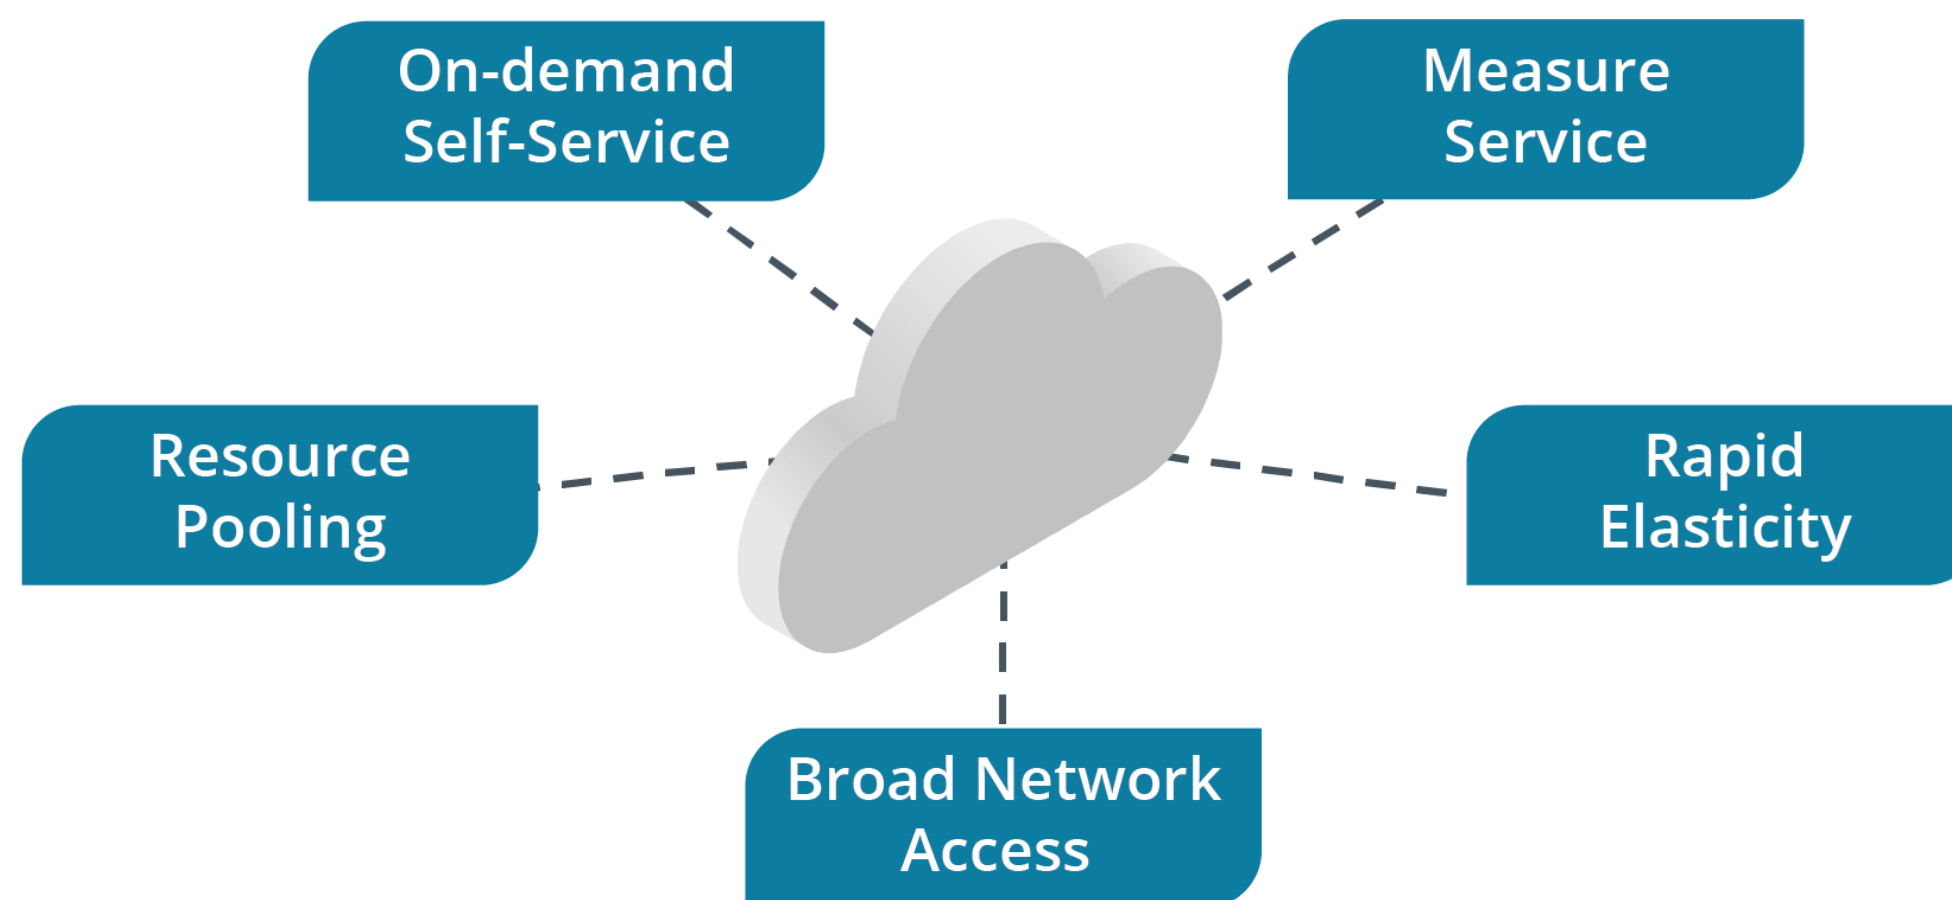 On-demand
Self-Service
Measure
Service
Resource
Pooling
Rapid
Elasticity
Broad Network
Access